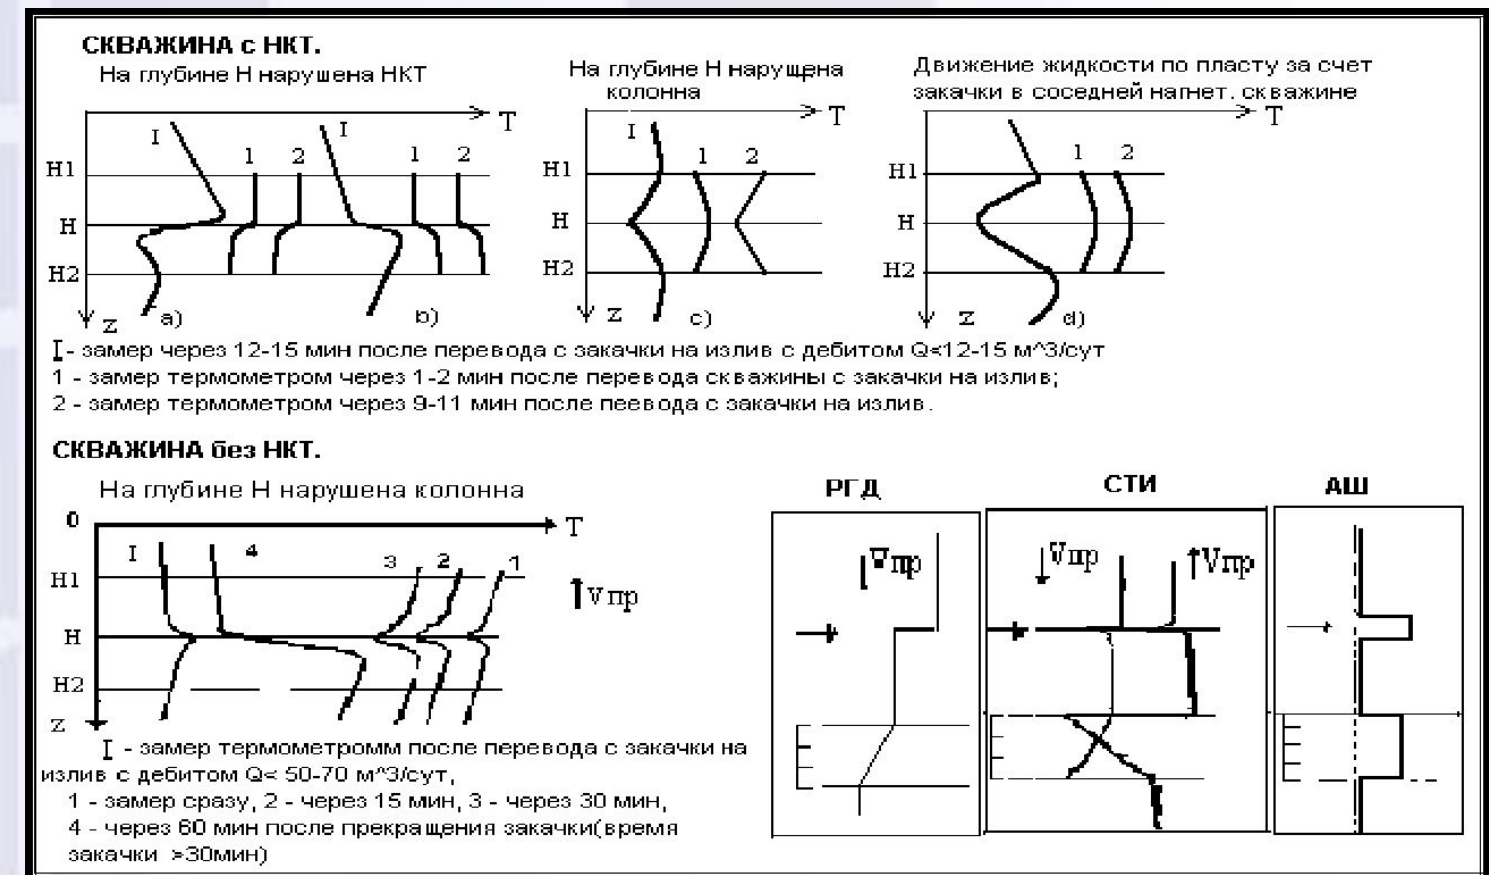 СКВАЖИНА с НКТ.
На глубине Н нарушена НКТ
На глубине Н нарушена
колонна
Движение жидкости по пласту за счет
закачки в соседней нагнет. скважине
T
T
T
I
1
2
I
1
2
I
1
2
1
2
H1
H
H2
H1
H
H2
H1
H
H2
Z
a)
b)
Z
c)
Z
d)
I - замер через 12-15 мин после перевода с закачки на излив с дебитом Q<12-15 м^3/сут
1 - замер термометром через 1-2 мин после перевода скважины с закачки на излив;
2 - замер термометром через 9-11 мин после пеевода с закачки на излив.
СКВАЖИНА без НКТ.
На глубине Н нарушена колонна
0
T
I
4
3
2
1
H1
H
H2
Z
Vпр
I - замер термометромм после перевода с закачки на
излив с дебитом Q< 50-70 м^3/сут,
1 - замер сразу, 2 - через 15 мин, 3 - через 30 мин,
4 - через 60 мин после прекращения закачки(время
закачки >30мин)
РГД
СТИ
АШ
Vпр
Vпр
Vпр